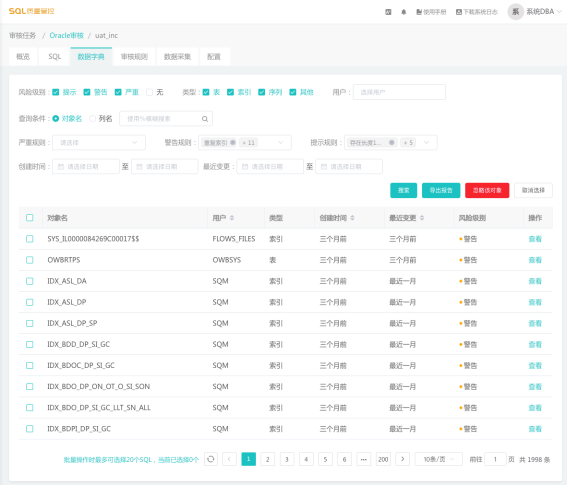 SQL质量管控
使用手册 下载系统日志 系 系统DBA
审核任务 / Oracle审核 / uat_inc
概览 SQL 数据字典 审核规则 数据采集 配置
风险级别： 提示 警告 严重 无 类型： 表 索引 序列 其他 用户： 选择用户
查询条件： 对象名 列名 使用%模糊搜索
严重规则： 请选择 警告规则： 重复索引 × 11 提示规则： 存在长度1... × 5
创建时间： 请选择日期 至 请选择日期 最近变更： 请选择日期 至 请选择日期
搜索 导出报告 忽略该对象 取消选择
对象名 用户 类型 创建时间 最近变更 风险级别 操作
SYS_IL0000084269C00017$$ FLOWS_FILES 索引 三个月前 三个月前 警告 查看
OWBRTPS OWBSYS 表 三个月前 三个月前 警告 查看
IDX_ASL_DA SQM 索引 三个月前 最近一月 警告 查看
IDX_ASL_DP SQM 索引 三个月前 最近一月 警告 查看
IDX_ASL_DP_SP SQM 索引 三个月前 最近一月 警告 查看
IDX_BDD_DP_SI_GC SQM 索引 三个月前 最近一月 警告 查看
IDX_BDOC_DP_SI_GC SQM 索引 三个月前 最近一月 警告 查看
IDX_BDO_DP_ON_OT_O_SI_SON SQM 索引 三个月前 最近一月 警告 查看
IDX_BDO_DP_SI_GC_LLT_SN_ALL SQM 索引 三个月前 最近一月 警告 查看
IDX_BDPI_DP_SI_GC SQM 索引 三个月前 最近一月 警告 查看
批量操作时最多可选择20个SQL，当前已选择0个 1 2 3 4 5 6 ••• 200 10条/页 前往 1 页 共 1998 条